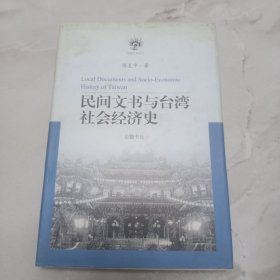 陈支平 著
Local Documents and Socio-Economic
History of Taiwan
民间文书与台湾
社会经济史
岳麓书社